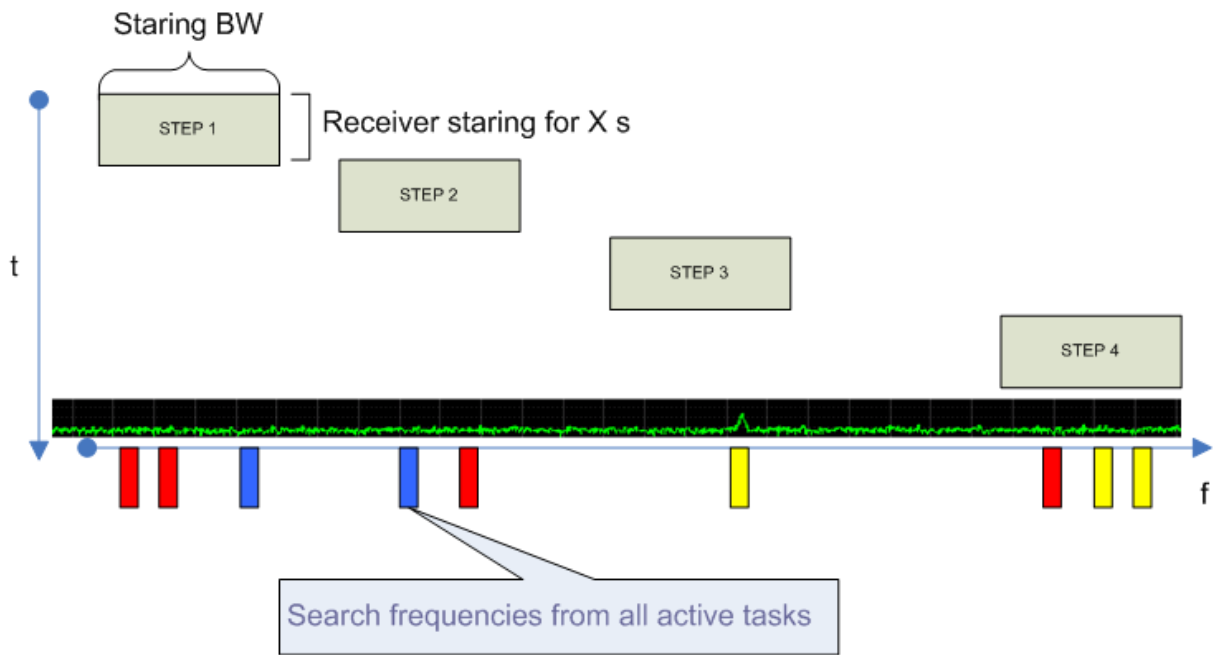 Staring BW
STEP 1
Receiver staring for X s
STEP 2
t
STEP 3
STEP 4
f
Search frequencies from all active tasks